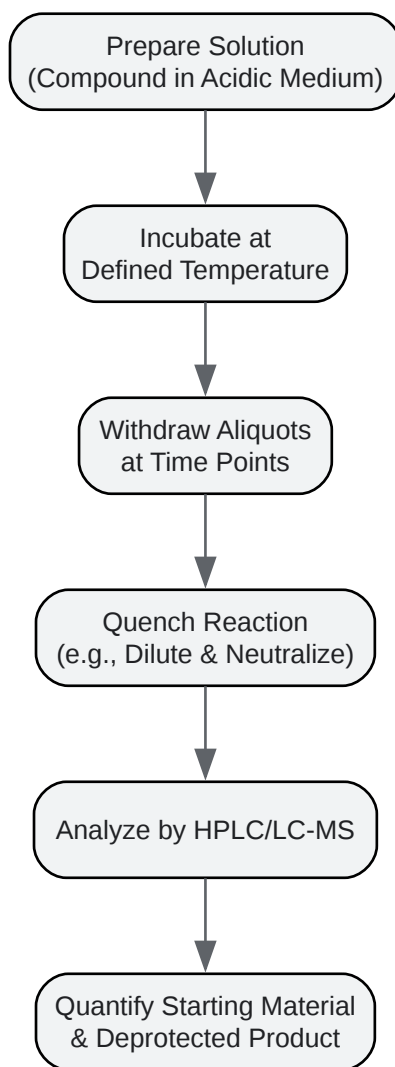 Prepare Solution
(Compound in Acidic Medium)
Incubate at
Defined Temperature
Withdraw Aliquots
at Time Points
Quench Reaction
(e.g., Dilute & Neutralize)
Analyze by HPLC/LC-MS
Quantify Starting Material
& Deprotected Product